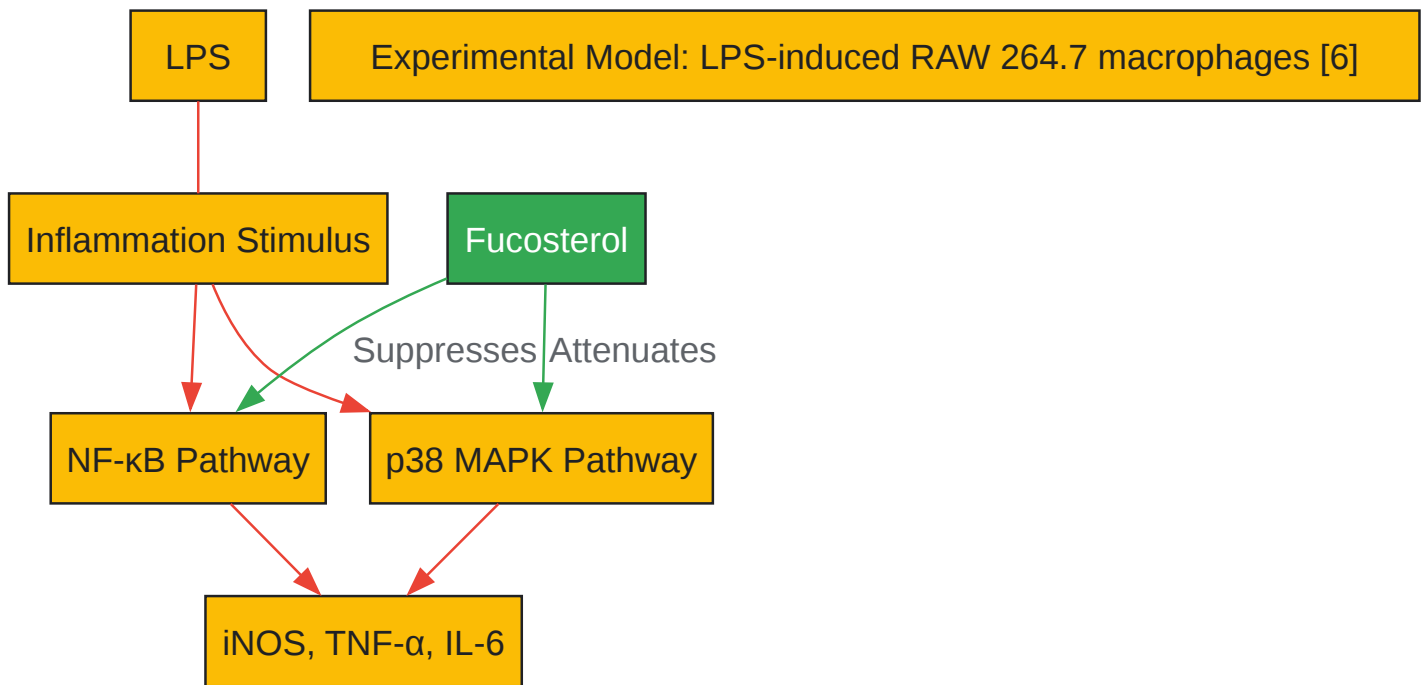 LPS
Experimental Model: LPS-induced RAW 264.7 macrophages [6]
Inflammation Stimulus
Fucosterol
Suppresses
Attenuates
NF-κB Pathway
p38 MAPK Pathway
iNOS, TNF-α, IL-6